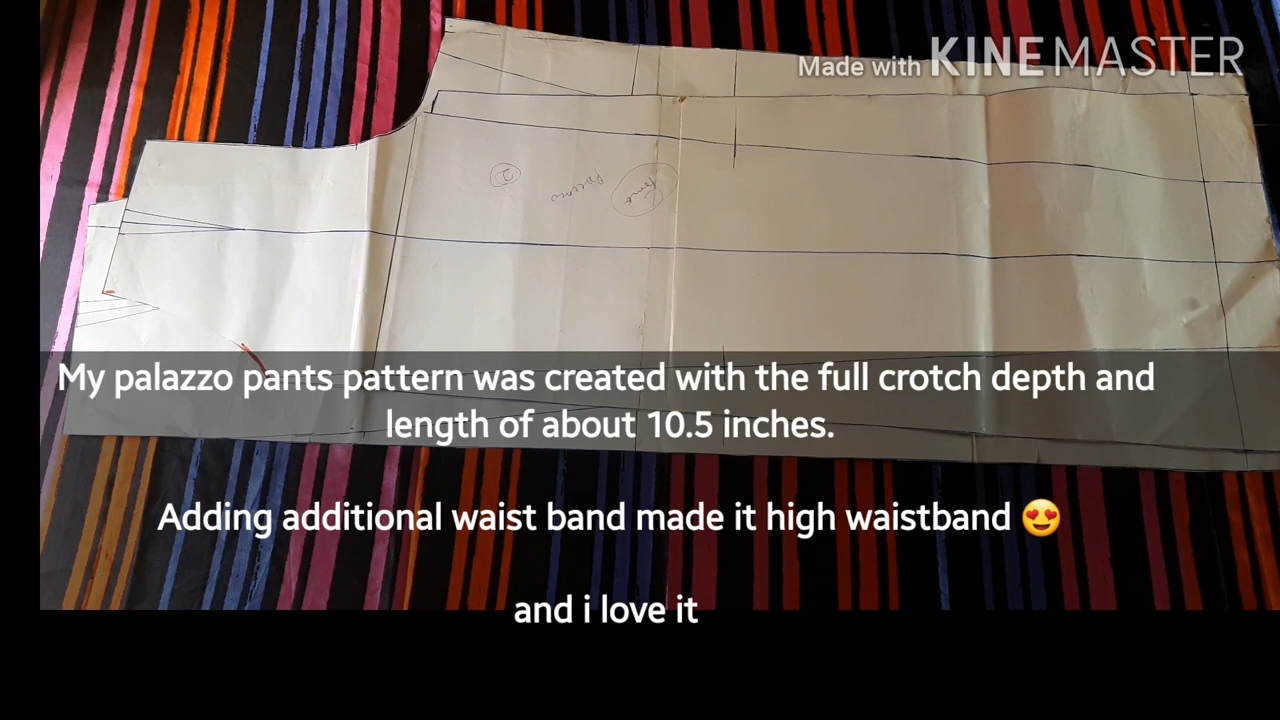 Made with KINEMASTER
2
My palazzo pants pattern was created with the full crotch depth and
length of about 10.5 inches.
Adding additional waist band made it high waistband 😍
and i love it